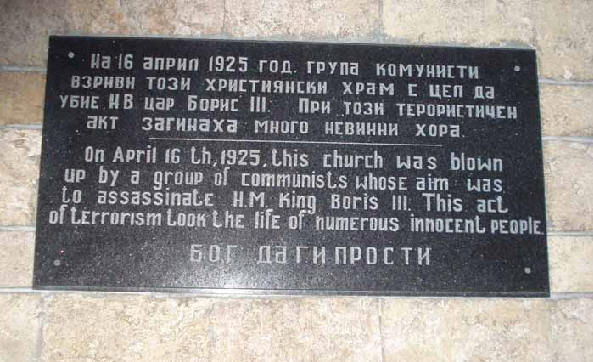 На 16 април 1925 год. група комунисти
взриви този християнски храм с цел да
убие НВ цар Борис III. При този терористичен
акт загинаха много невинни хора.
On April 16 th, 1925, this church was blown
up by a group of communists whose aim was
to assassinate H.M. King Boris III. This act
of terrorism took the life of numerous innocent people.
БОГ ДА ГИ ПРОСТИ